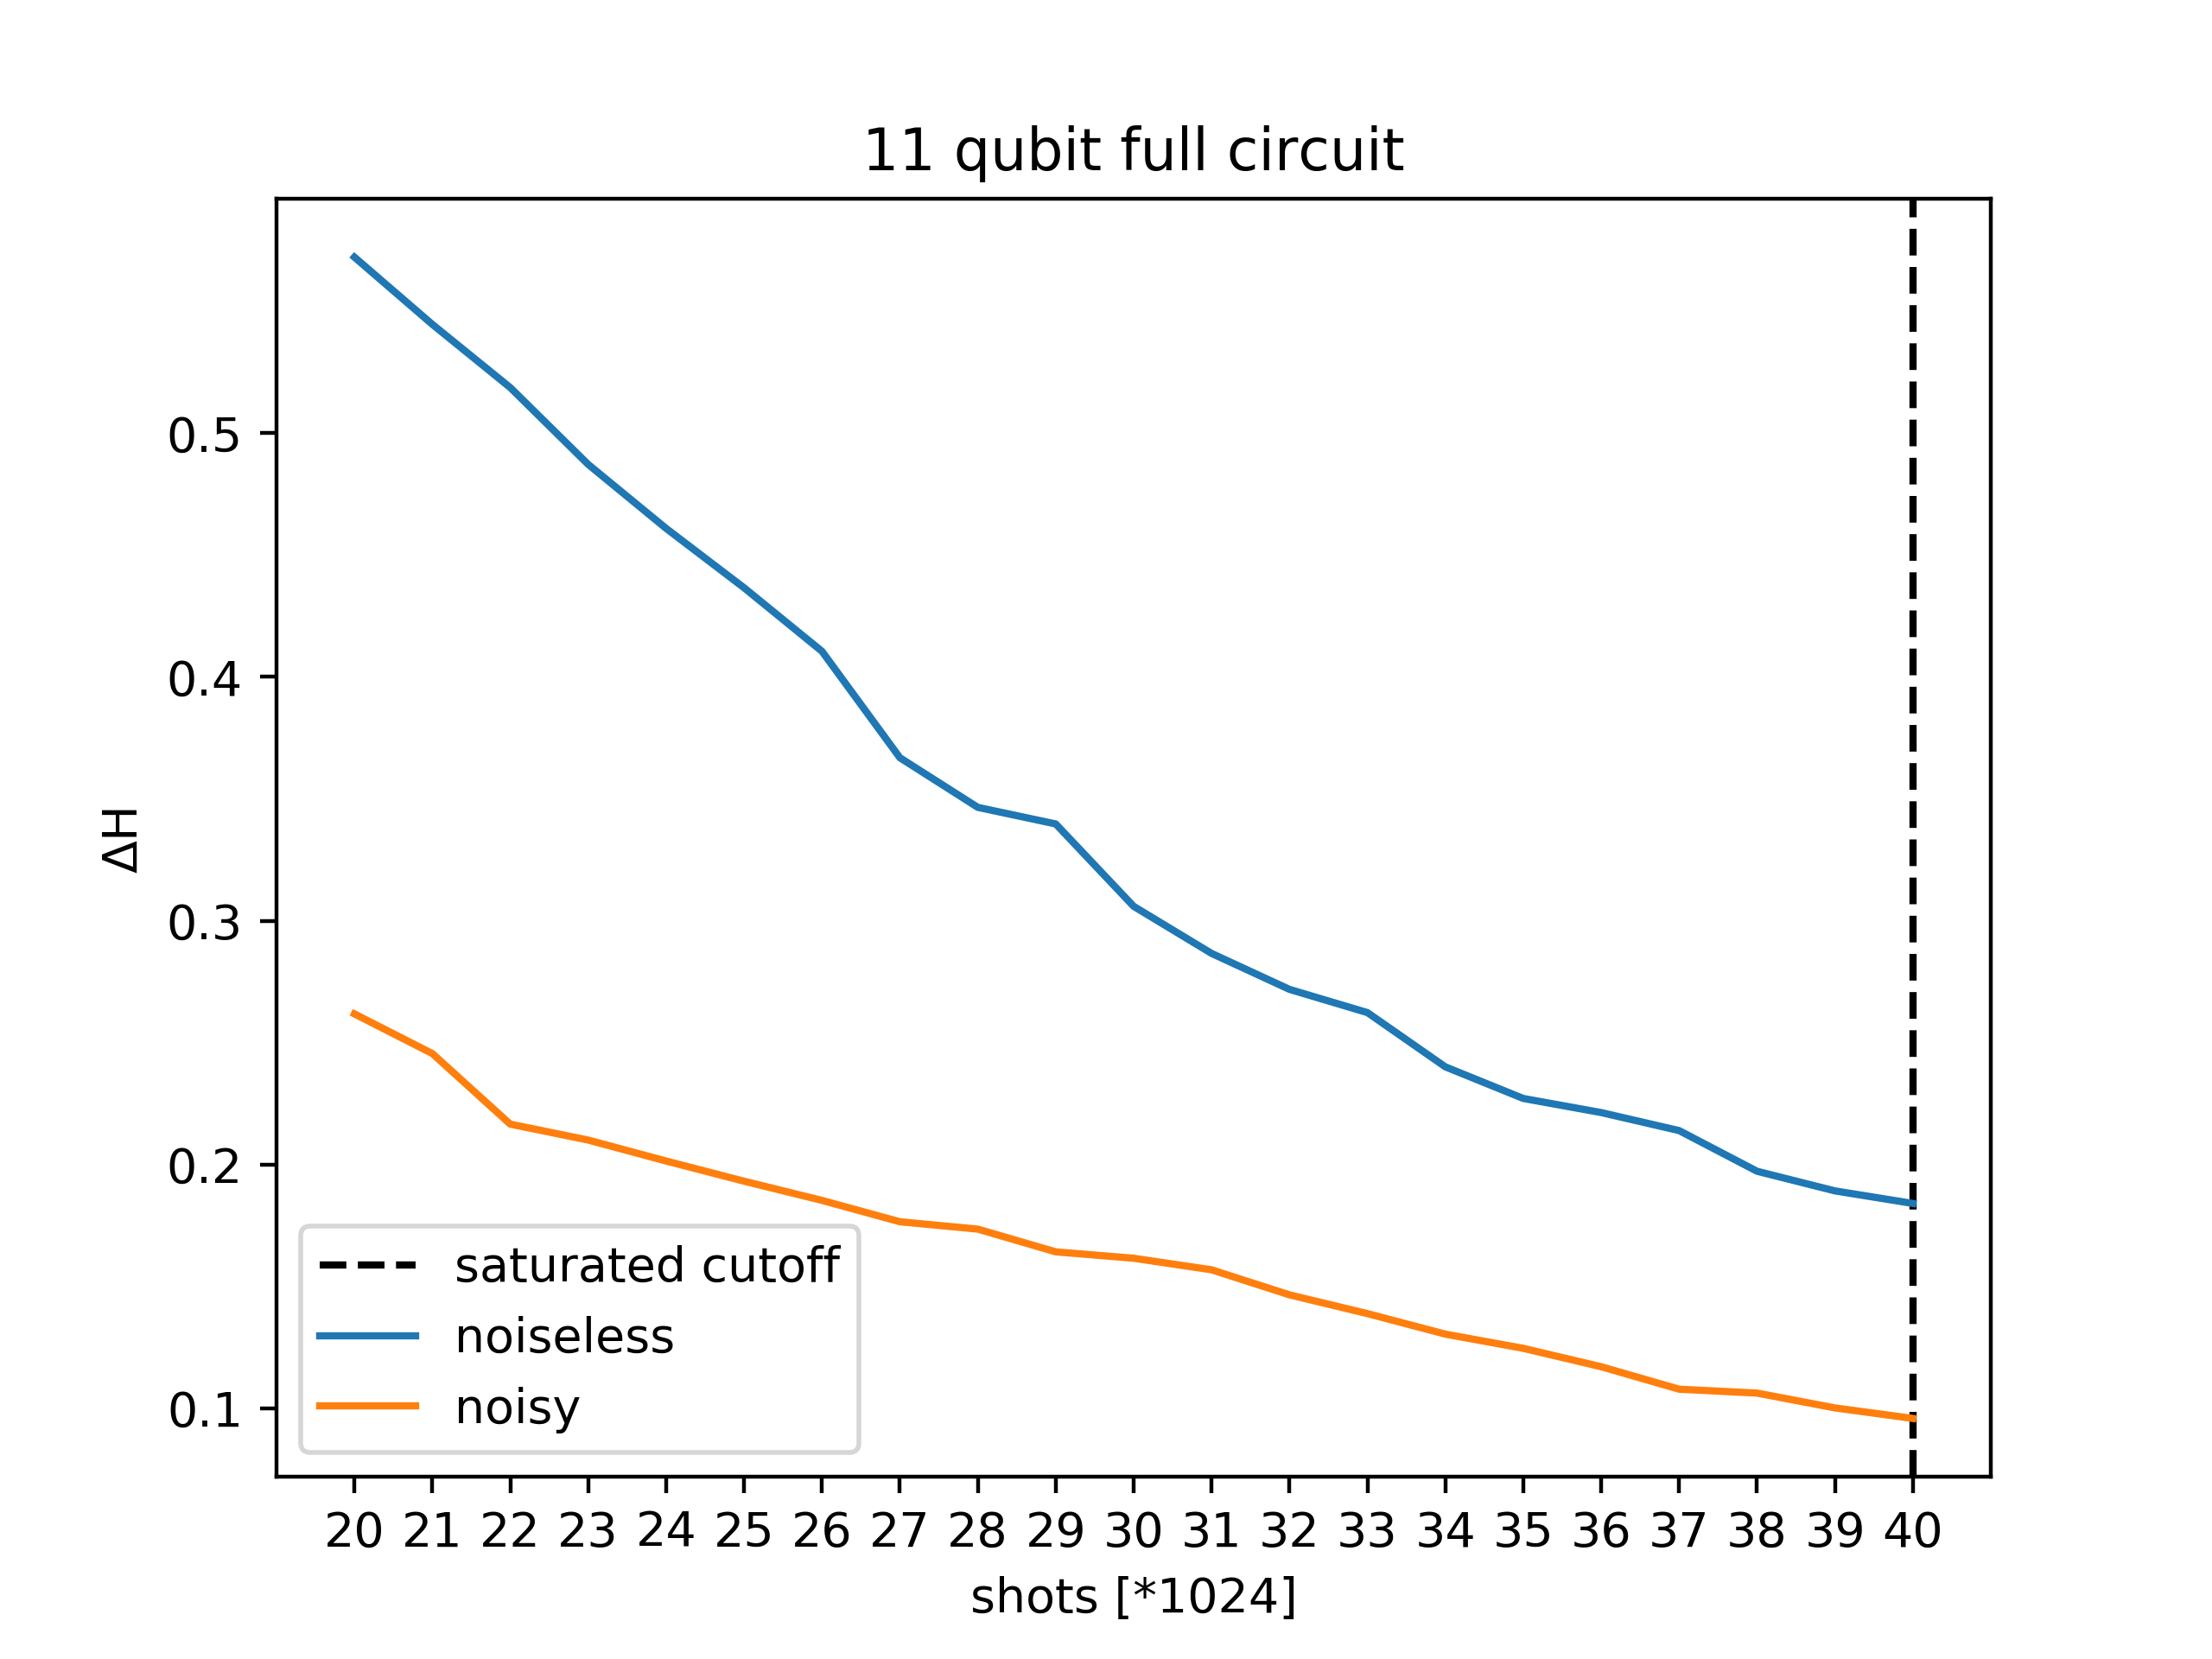 11 qubit full circuit
ΔH
0.5
0.4
0.3
0.2
0.1
saturated cutoff
noiseless
noisy
20 21 22 23 24 25 26 27 28 29 30 31 32 33 34 35 36 37 38 39 40
shots [*1024]